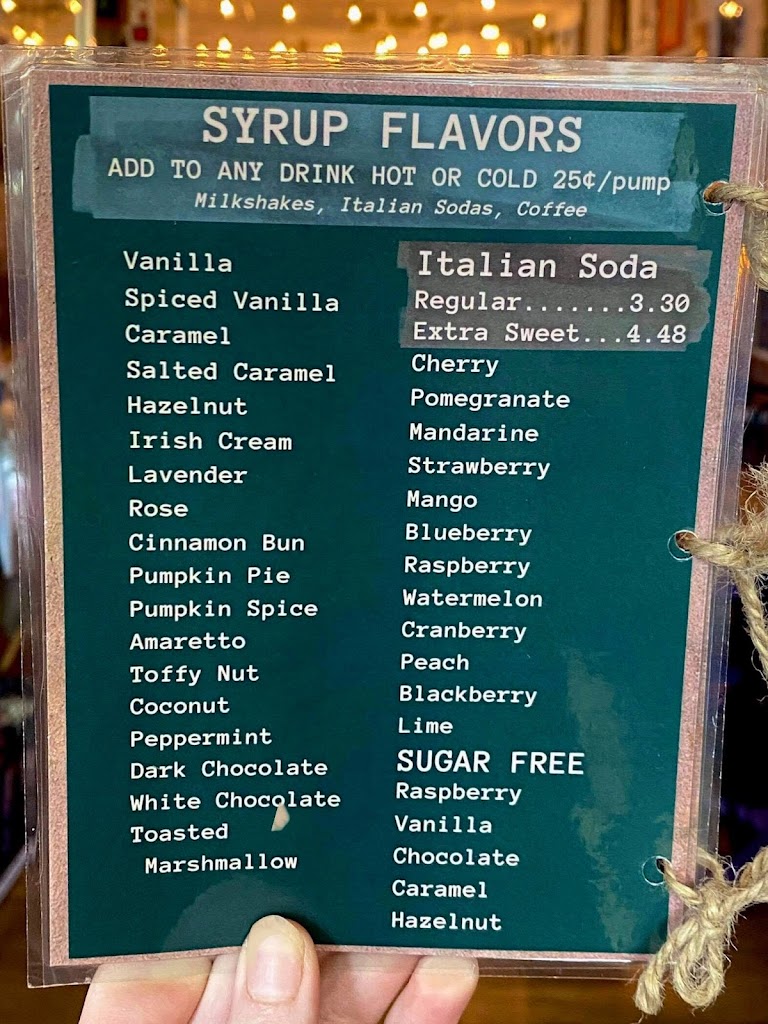 SYRUP FLAVORS
ADD TO ANY DRINK HOT OR COLD 25¢/pump
Milkshakes, Italian Sodas, Coffee
Vanilla
Spiced Vanilla
Caramel
Salted Caramel
Hazelnut
Irish Cream
Lavender
Rose
Cinnamon Bun
Pumpkin Pie
Pumpkin Spice
Amaretto
Toffy Nut
Coconut
Peppermint
Dark Chocolate
White Chocolate
Toasted
Marshmallow
Italian Soda
Regular.......3.30
Extra Sweet...4.48
Cherry
Pomegranate
Mandarine
Strawberry
Mango
Blueberry
Raspberry
Watermelon
Cranberry
Peach
Blackberry
Lime
SUGAR FREE
Raspberry
Vanilla
Chocolate
Caramel
Hazelnut